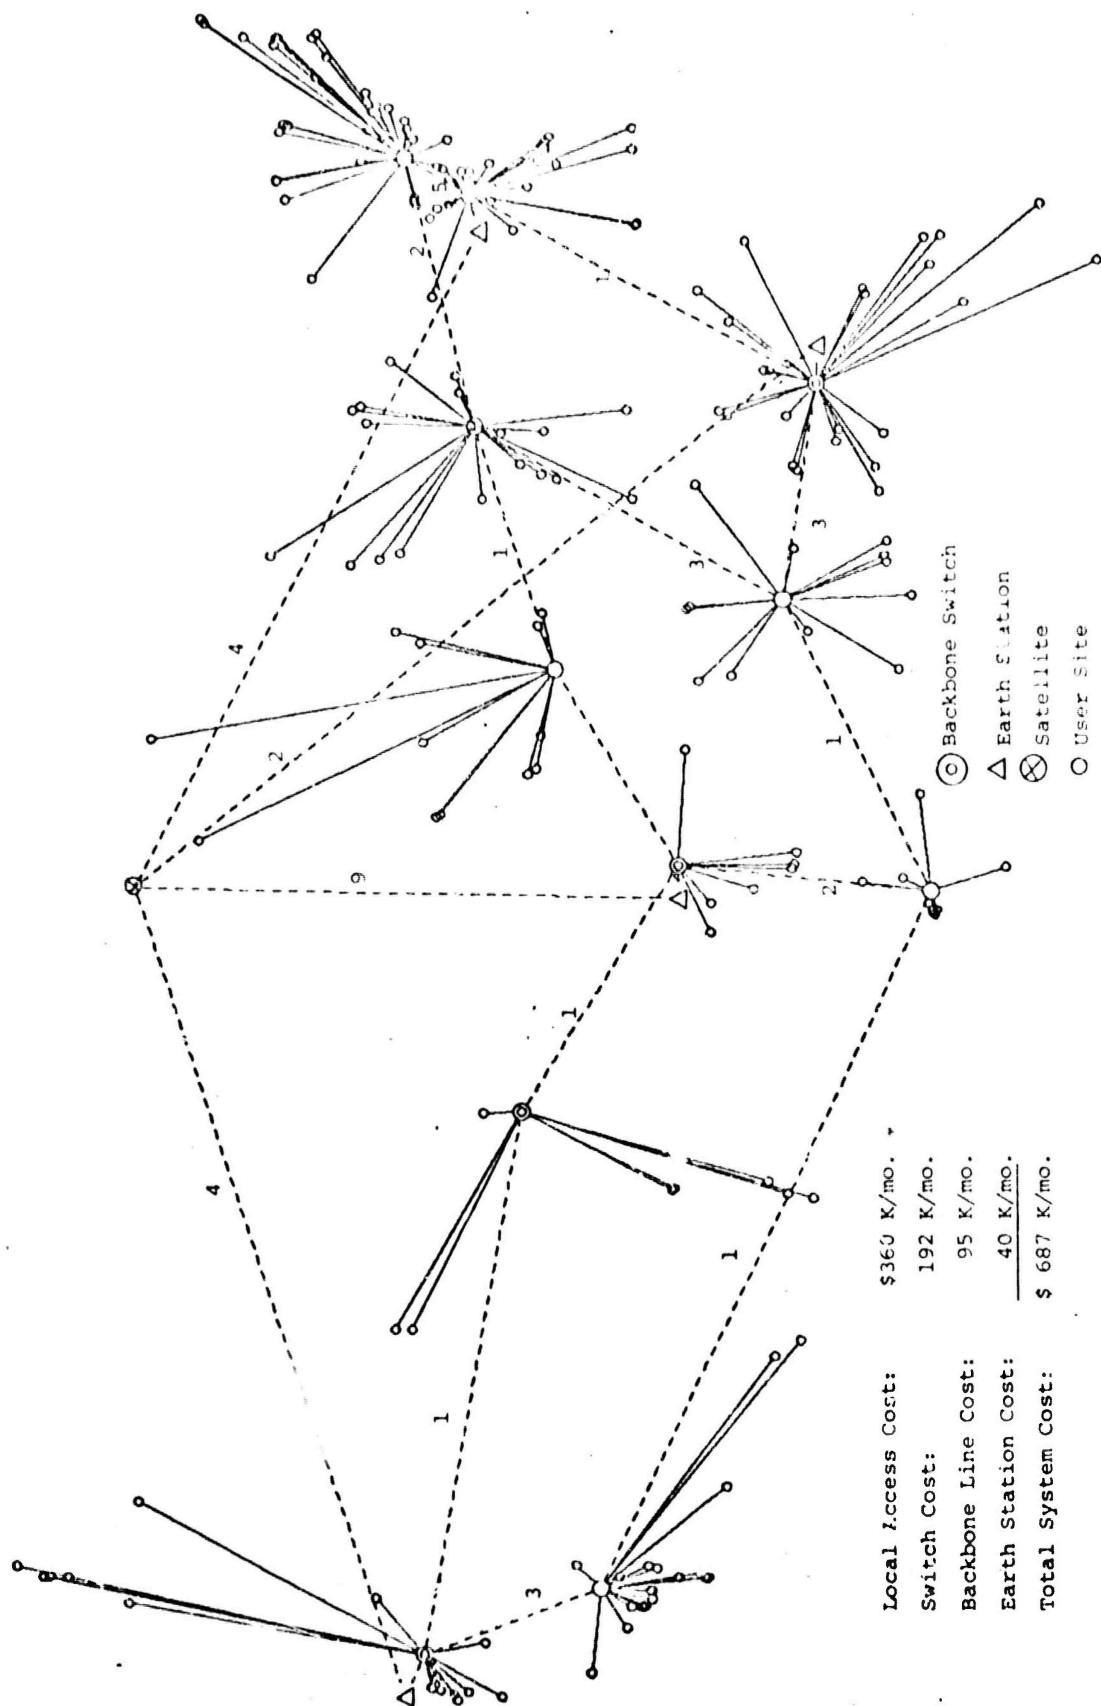 4
2
9
4
2
5
1
3
1
1
3
2
1
1
1
1
3
Backbone Switch
Earth Station
Satellite
User Site
Local Access Cost: $360 K/mo.
Switch Cost: 192 K/mo.
Backbone Line Cost: 95 K/mo.
Earth Station Cost: 40 K/mo.
Total System Cost: $ 687 K/mo.